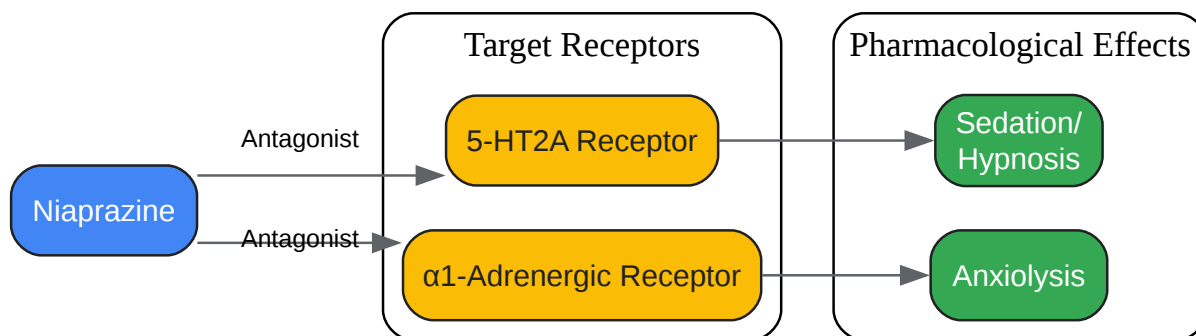 Target Receptors
Pharmacological Effects
Niaprazine
Antagonist
Antagonist
5-HT2A Receptor
α1-Adrenergic Receptor
Sedation/
Hypnosis
Anxiolysis